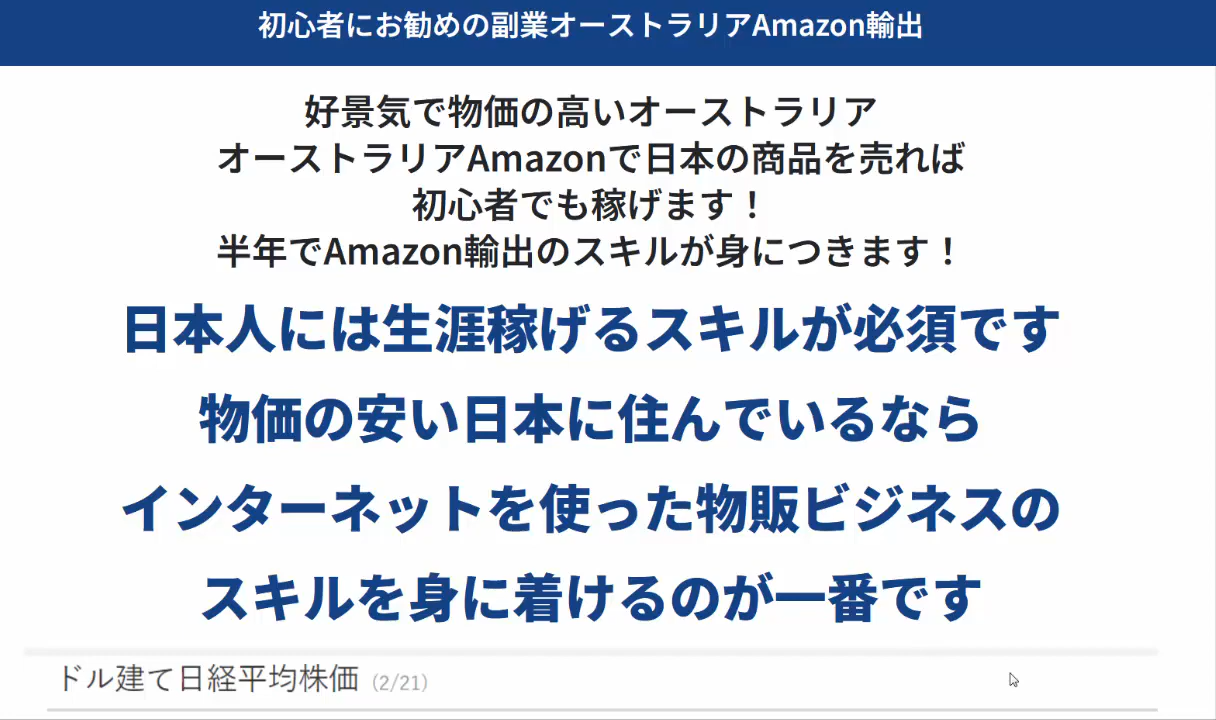 初心者にお勧めの副業オーストラリアAmazon輸出
好景気で物価の高いオーストラリア
オーストラリアAmazonで日本の商品を売れば
初心者でも稼げます！
半年でAmazon輸出のスキルが身につきます！
日本人には生涯稼げるスキルが必須です
物価の安い日本に住んでいるなら
インターネットを使った物販ビジネスの
スキルを身に着けるのが一番です
ドル建て日経平均株価 (2/21)